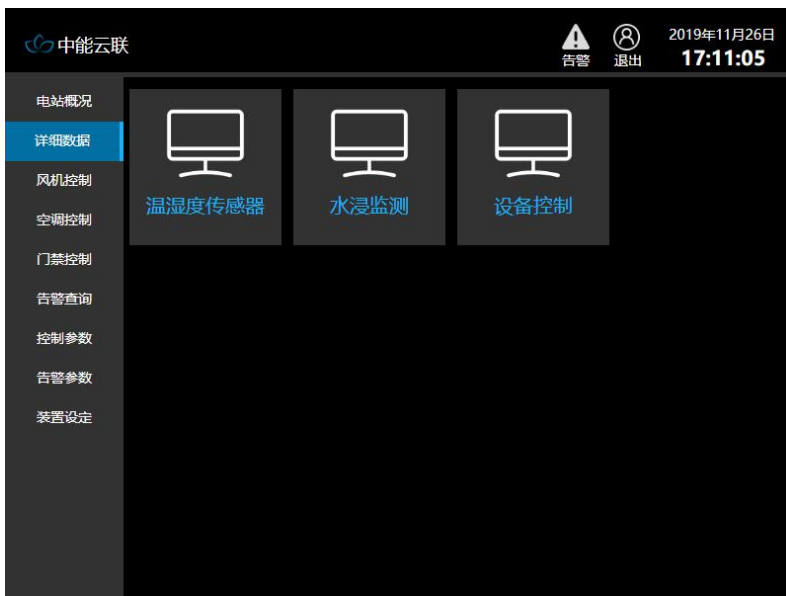 中能云联
告警
退出
2019年11月26日
17:11:05
电站概况
详细数据
风机控制
空调控制
门禁控制
告警查询
控制参数
告警参数
装置设定
温湿度传感器
水浸监测
设备控制